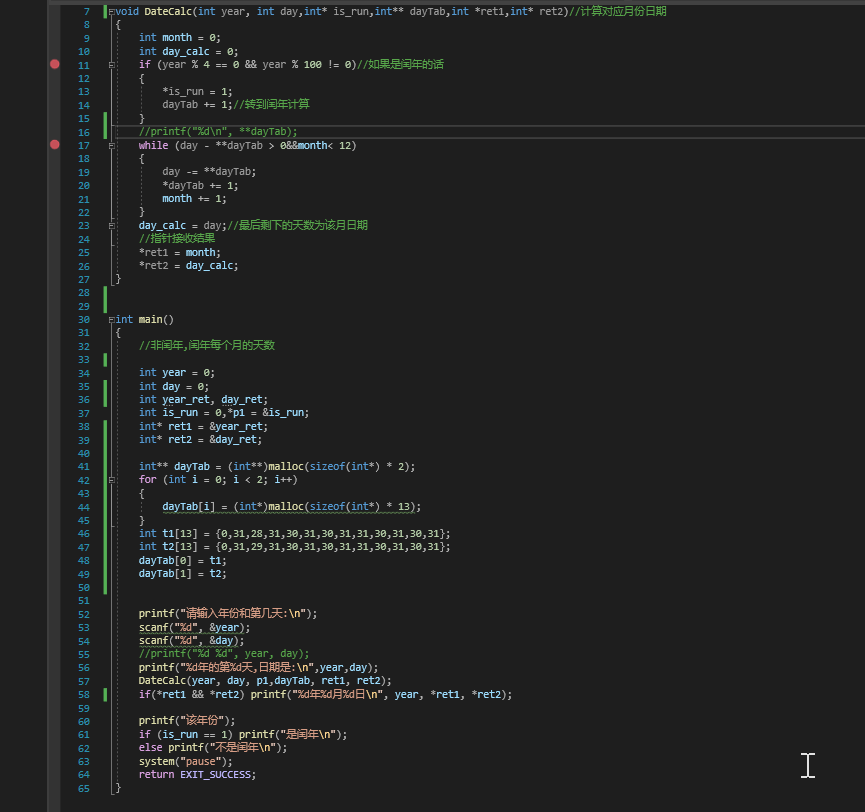 7 void DateCalc(int year, int day,int* is_run,int** dayTab,int *ret1,int* ret2)//计算对应月份日期
8 {
9 int month = 0;
10 int day_calc = 0;
11 if (year % 4 == 0 && year % 100 != 0)//如果是闰年的话
12 {
13 *is_run = 1;
14 dayTab += 1;//转到闰年计算
15 }
16 //printf("%d\n", **dayTab);
17 while (day - **dayTab > 0&&month< 12)
18 {
19 day -= **dayTab;
20 *dayTab += 1;
21 month += 1;
22 }
23 day_calc = day;//最后剩下的天数为该月日期
24 //指针接收结果
25 *ret1 = month;
26 *ret2 = day_calc;
27 }
28
29
30 int main()
31 {
32 //非闰年,闰年每个月的天数
33
34 int year = 0;
35 int day = 0;
36 int year_ret, day_ret;
37 int is_run = 0,*p1 = &is_run;
38 int* ret1 = &year_ret;
39 int* ret2 = &day_ret;
40
41 int** dayTab = (int**)malloc(sizeof(int*) * 2);
42 for (int i = 0; i < 2; i++)
43 {
44 dayTab[i] = (int*)malloc(sizeof(int*) * 13);
45 }
46 int t1[13] = {0,31,28,31,30,31,30,31,31,30,31,30,31};
47 int t2[13] = {0,31,29,31,30,31,30,31,31,30,31,30,31};
48 dayTab[0] = t1;
49 dayTab[1] = t2;
50
51
52 printf("请输入年份和第几天:\n");
53 scanf("%d", &year);
54 scanf("%d", &day);
55 //printf("%d %d", year, day);
56 printf("%d年的第%d天,日期是:\n",year,day);
57 DateCalc(year, day, p1,dayTab, ret1, ret2);
58 if(*ret1 && *ret2) printf("%d年%d月%d日\n", year, *ret1, *ret2);
59
60 printf("该年份");
61 if (is_run == 1) printf("是闰年\n");
62 else printf("不是闰年\n");
63 system("pause");
64 return EXIT_SUCCESS;
65 }